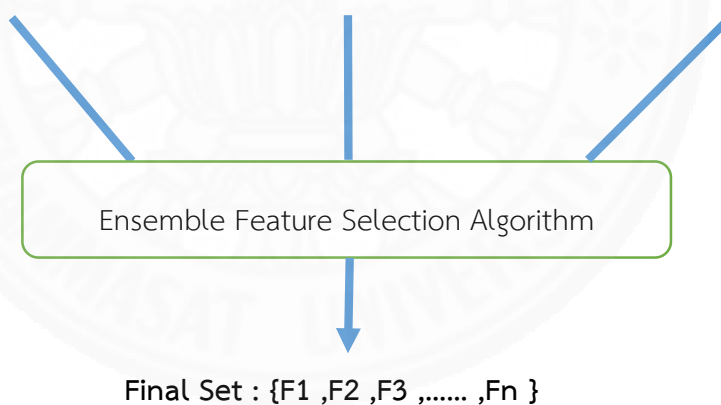 Ensemble Feature Selection Algorithm
Final Set : {F1 ,F2 ,F3 ,...... ,Fn }